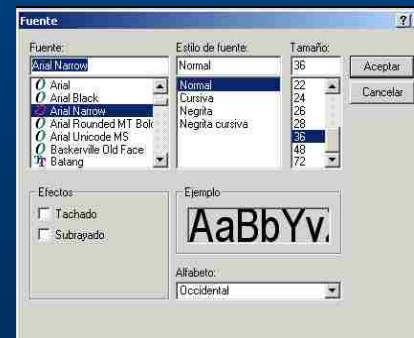 Fuente
Fuente:
Arial Narrow
Arial
Arial Black
Arial Narrow
Arial Rounded MT Bol
Arial Unicode MS
Baskerville Old Face
Batang
Estilo de fuente:
Normal
Normal
Cursiva
Negrita
Negrita cursiva
Tamaño:
36
22
24
26
28
36
48
72
Aceptar
Cancelar
Efectos
Tachado
Subrayado
Ejemplo
AaBbYv
Alfabeto:
Occidental